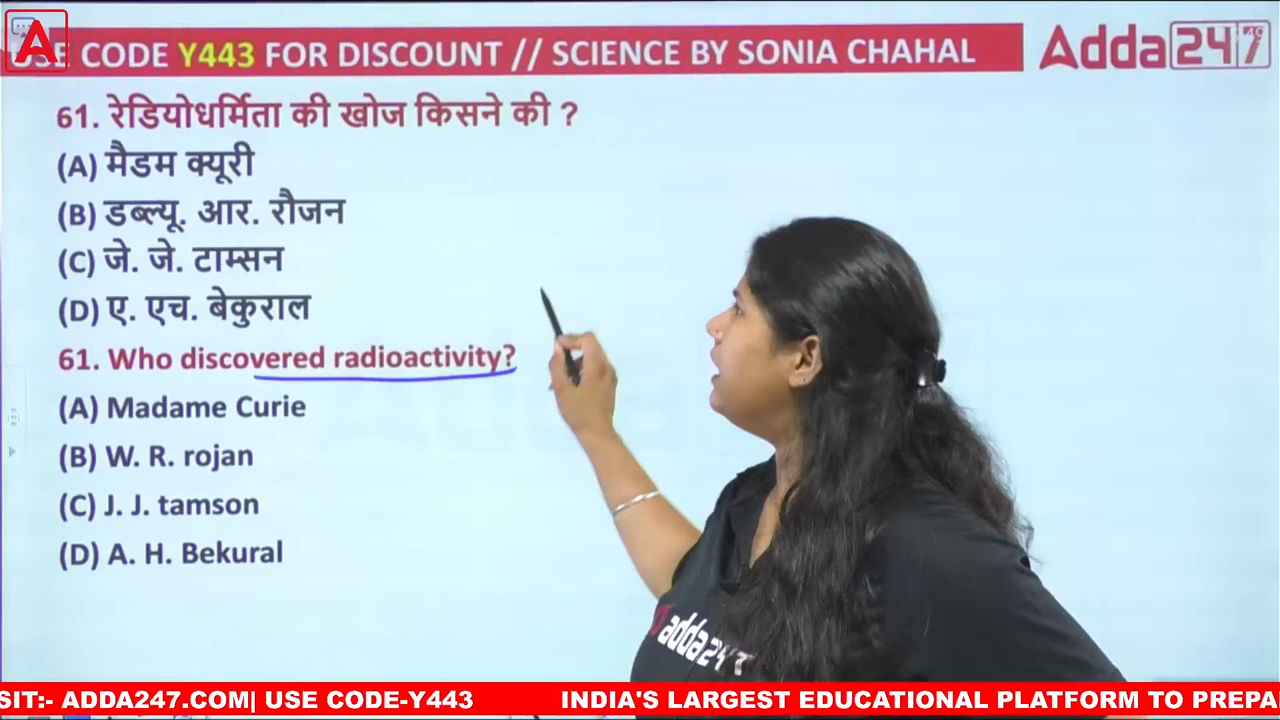 A
SE CODE Y443 FOR DISCOUNT // SCIENCE BY SONIA CHAHAL
Adda247
61. रेडियोधर्मिता की खोज किसने की ?
(A) मैडम क्यूरी
(B) डब्ल्यू. आर. रौजन
(C) जे. जे. टाम्सन
(D) ए. एच. बेकुराल
61. Who discovered radioactivity?
(A) Madame Curie
(B) W. R. rojan
(C) J. J. tamson
(D) A. H. Bekural
adda247
SIT:- ADDA247.COM| USE CODE-Y443 INDIA'S LARGEST EDUCATIONAL PLATFORM TO PREPA